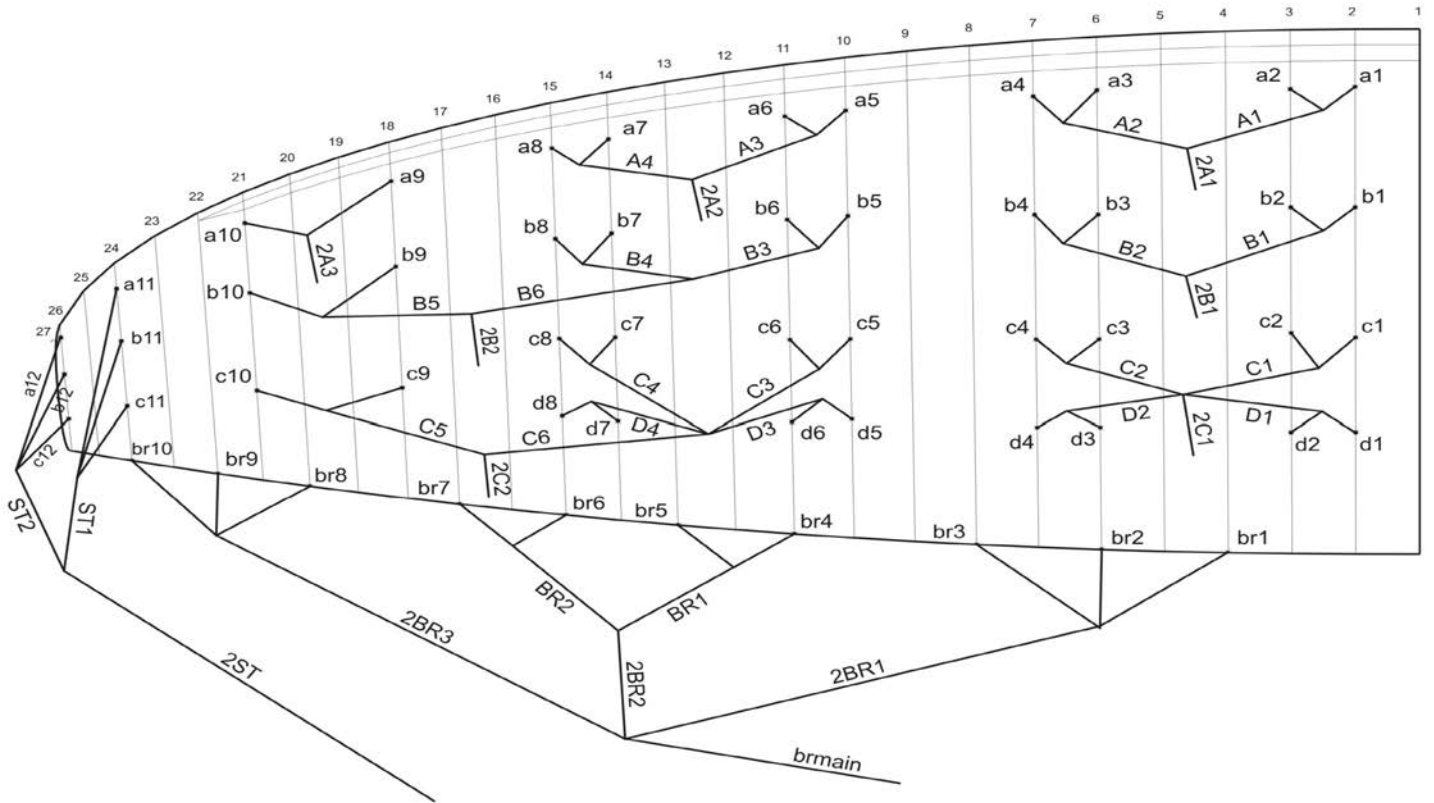 1
2
3
4
5
6
7
8
9
10
11
12
13
14
15
16
17
18
19
20
21
22
23
24
25
26
27
a4 a3 a2 a1
A2 A1
2A1
a6 a5
a8 a7
A4 A3
2A2
a10 a9
2A3
b4 b3 b2 b1
B2 B1
2B1
b8 b7 b6 b5
B4 B3
b10 b9
B5 B6
2B2
c4 c3 c2 c1
C2 C1
D2 D1
2C1
d4 d3 d2 d1
c8 c7 c6 c5
C4 C3
d8 d7 D4 D3 d6 d5
c10 c9
C5 C6
2C2
a11
b11
c11
a12
b12
c12
br10 br9 br8 br7 br6 br5 br4 br3 br2 br1
ST2 ST1
BR2 BR1
2BR3 2BR2 2BR1
2ST
brmain